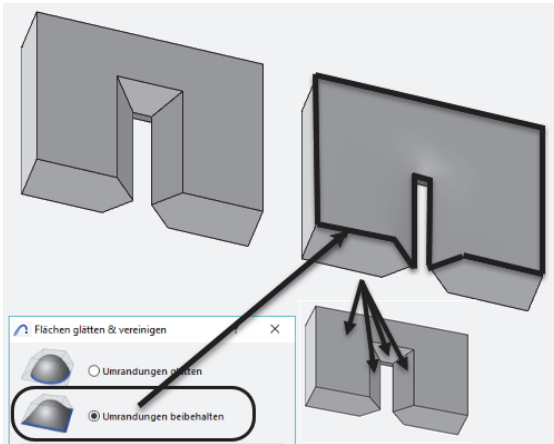 Flächen glätten & vereinigen
Umrandungen glätten
Umrandungen beibehalten